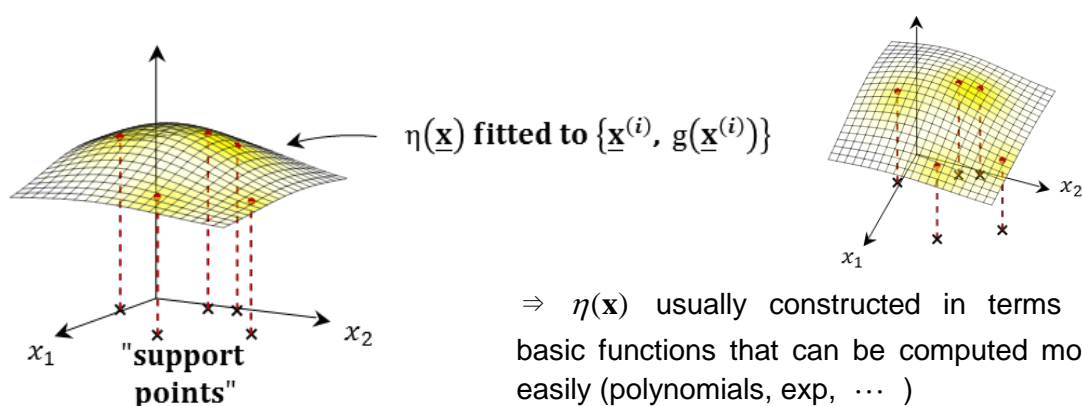 η(x) fitted to {x⁽ⁱ⁾, g(x⁽ⁱ⁾)}
x₁
x₂
"support
points"
x₁
x₂
⇒ η(x) usually constructed in terms
basic functions that can be computed mo
easily (polynomials, exp, ⋯ )